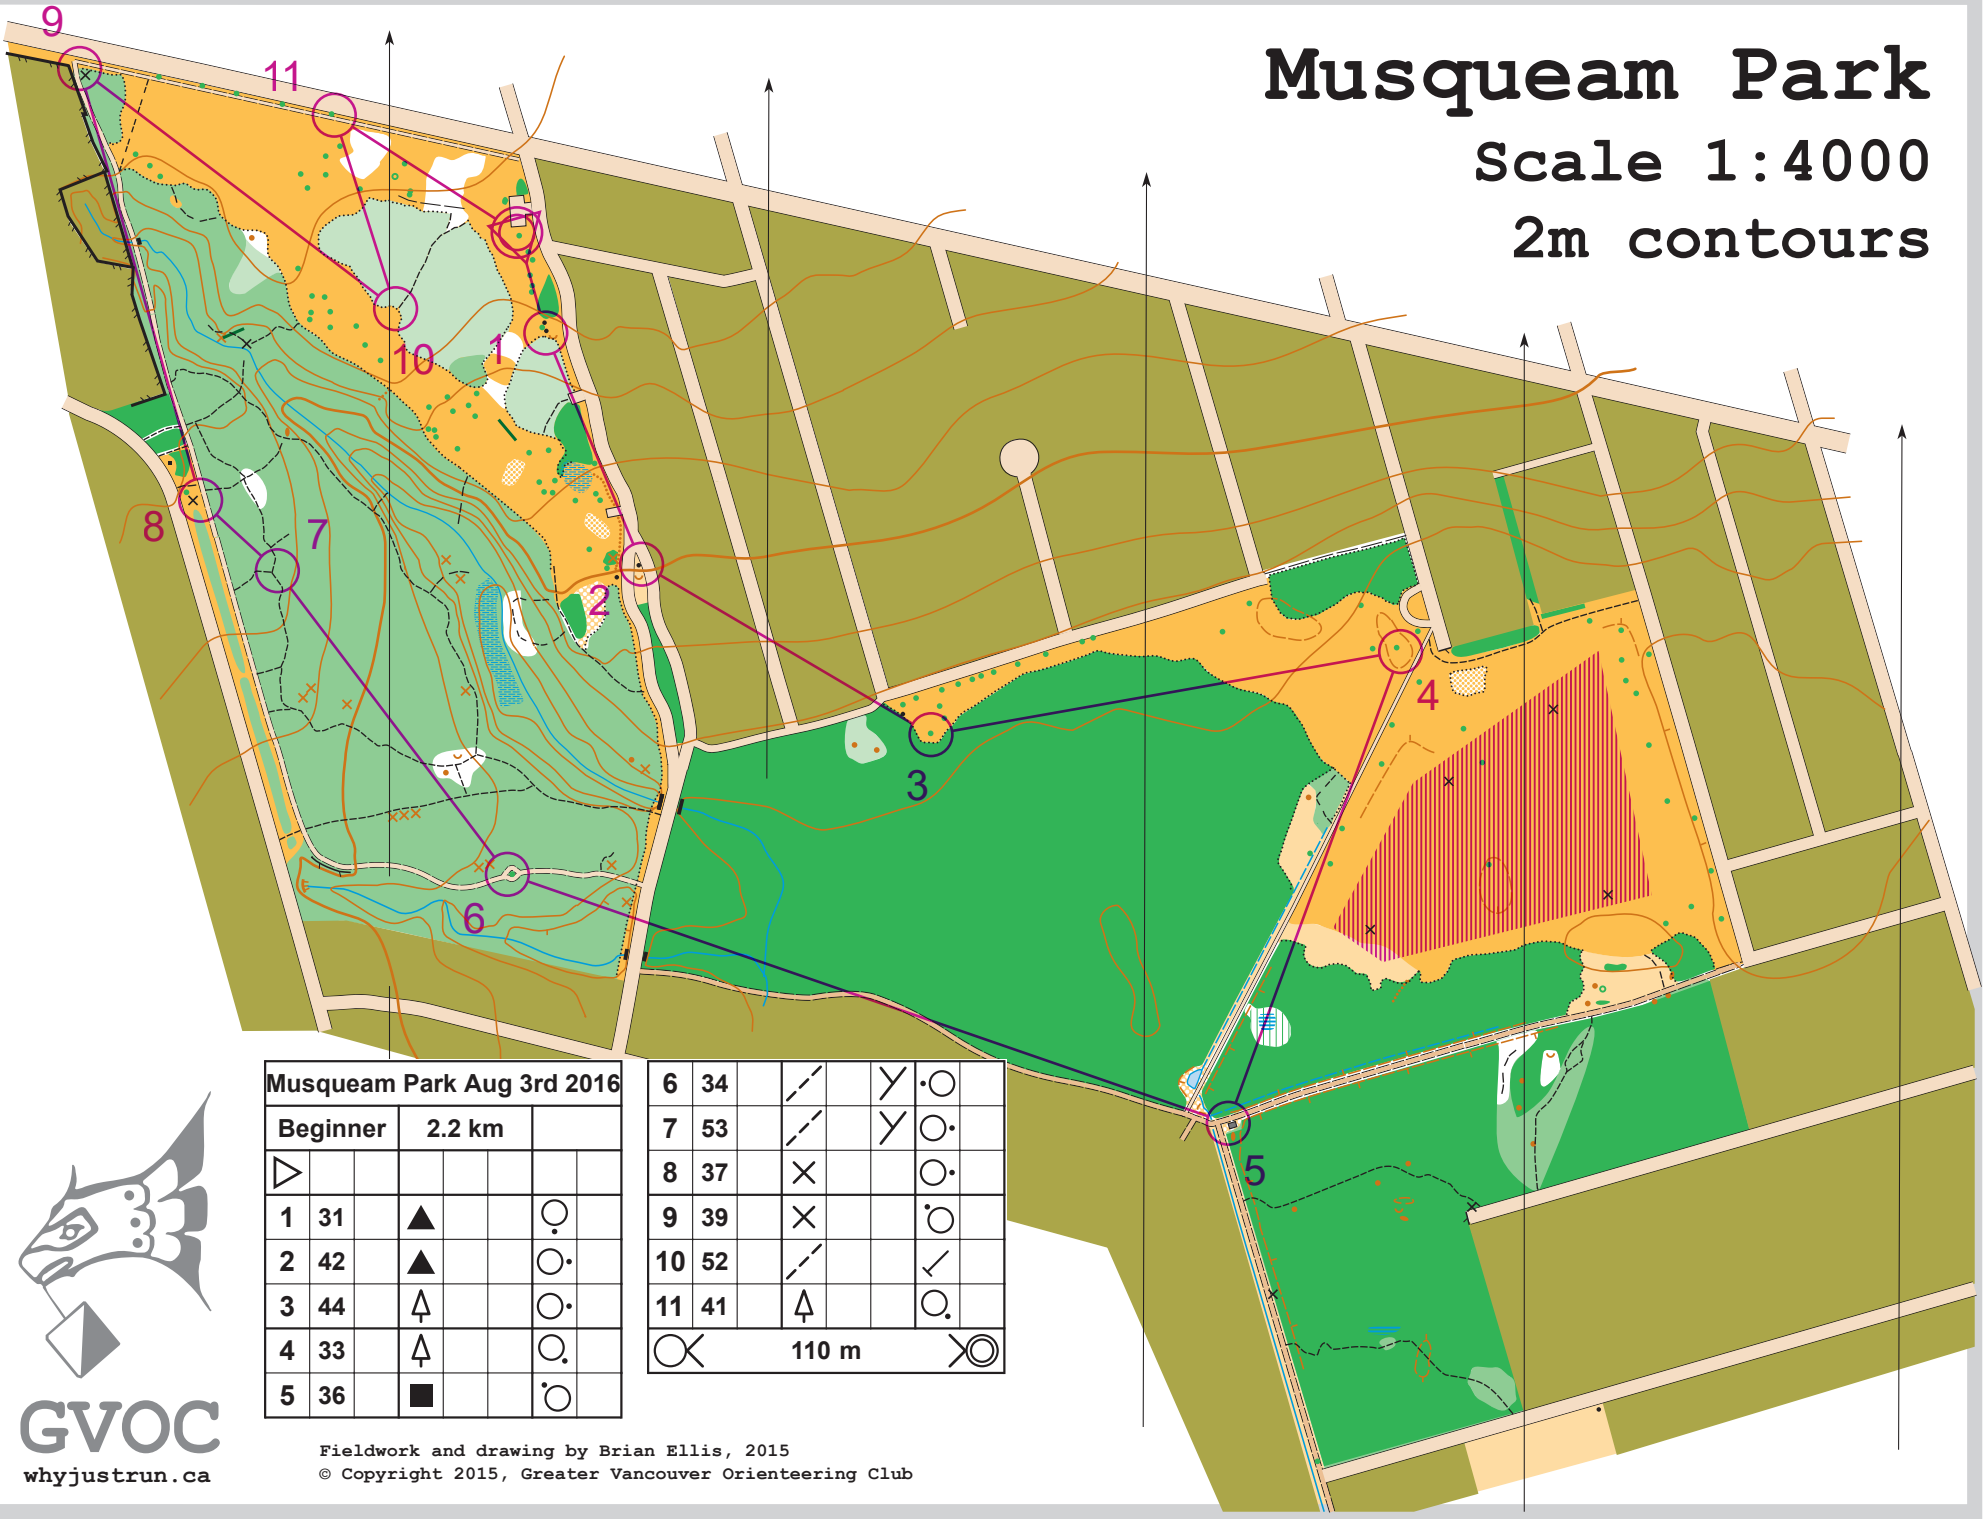 Musqueam Park
Scale 1:4000
2m contours
9
11
10
1
2
8
7
3
4
6
5
Musqueam Park Aug 3rd 2016
Beginner 2.2 km
1 31
2 42
3 44
4 33
5 36
6 34
7 53
8 37
9 39
10 52
11 41
110 m
GVOC
whyjustrun.ca
Fieldwork and drawing by Brian Ellis, 2015
© Copyright 2015, Greater Vancouver Orienteering Club